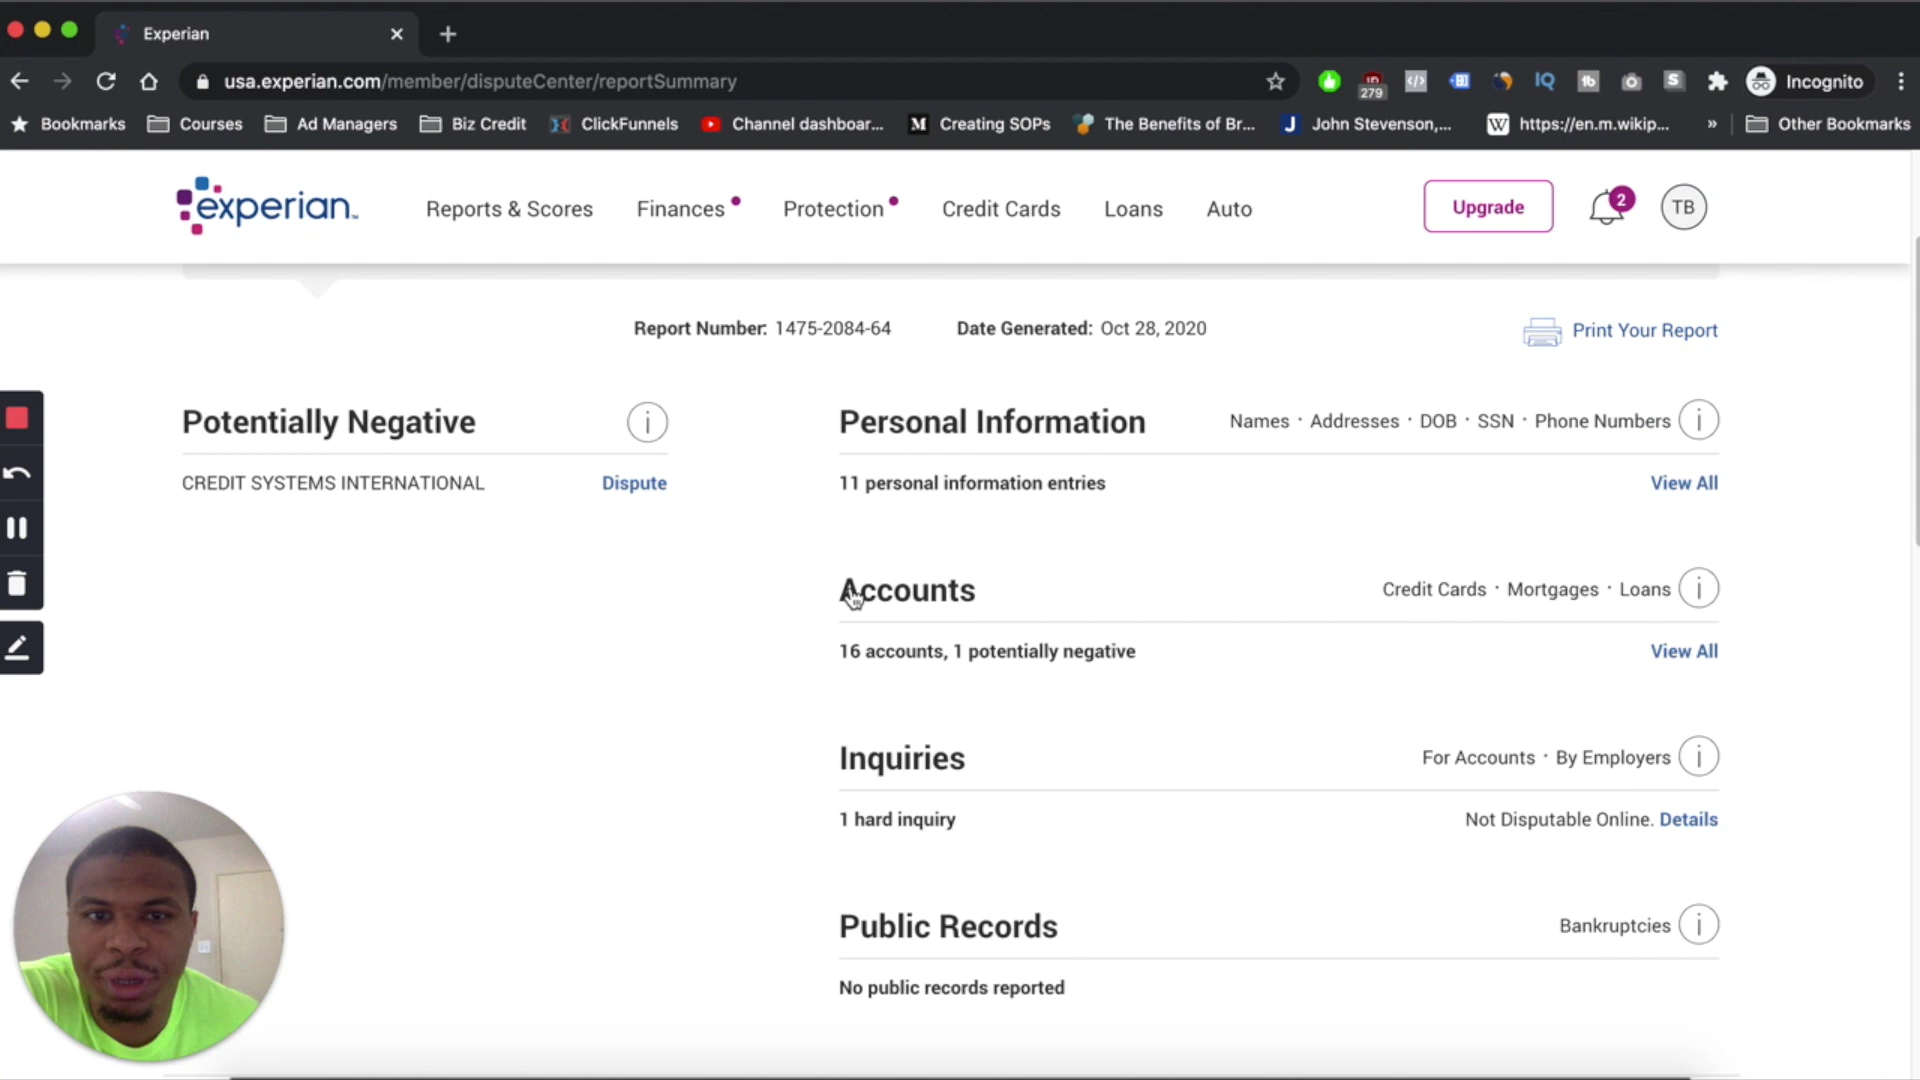 Experian
usa.experian.com/member/disputeCenter/reportSummary
279
IQ
tb
S
Incognito
Bookmarks
Courses
Ad Managers
Biz Credit
ClickFunnels
Channel dashboar...
M Creating SOPs
The Benefits of Br...
J John Stevenson,...
W https://en.m.wikip...
»
Other Bookmarks
experian.
Reports & Scores
Finances
Protection
Credit Cards
Loans
Auto
Upgrade
2
TB
Report Number: 1475-2084-64
Date Generated: Oct 28, 2020
Print Your Report
Potentially Negative
i
CREDIT SYSTEMS INTERNATIONAL
Dispute
Personal Information
Names · Addresses · DOB · SSN · Phone Numbers
i
11 personal information entries
View All
Accounts
Credit Cards · Mortgages · Loans
i
16 accounts, 1 potentially negative
View All
Inquiries
For Accounts · By Employers
i
1 hard inquiry
Not Disputable Online. Details
Public Records
Bankruptcies
i
No public records reported